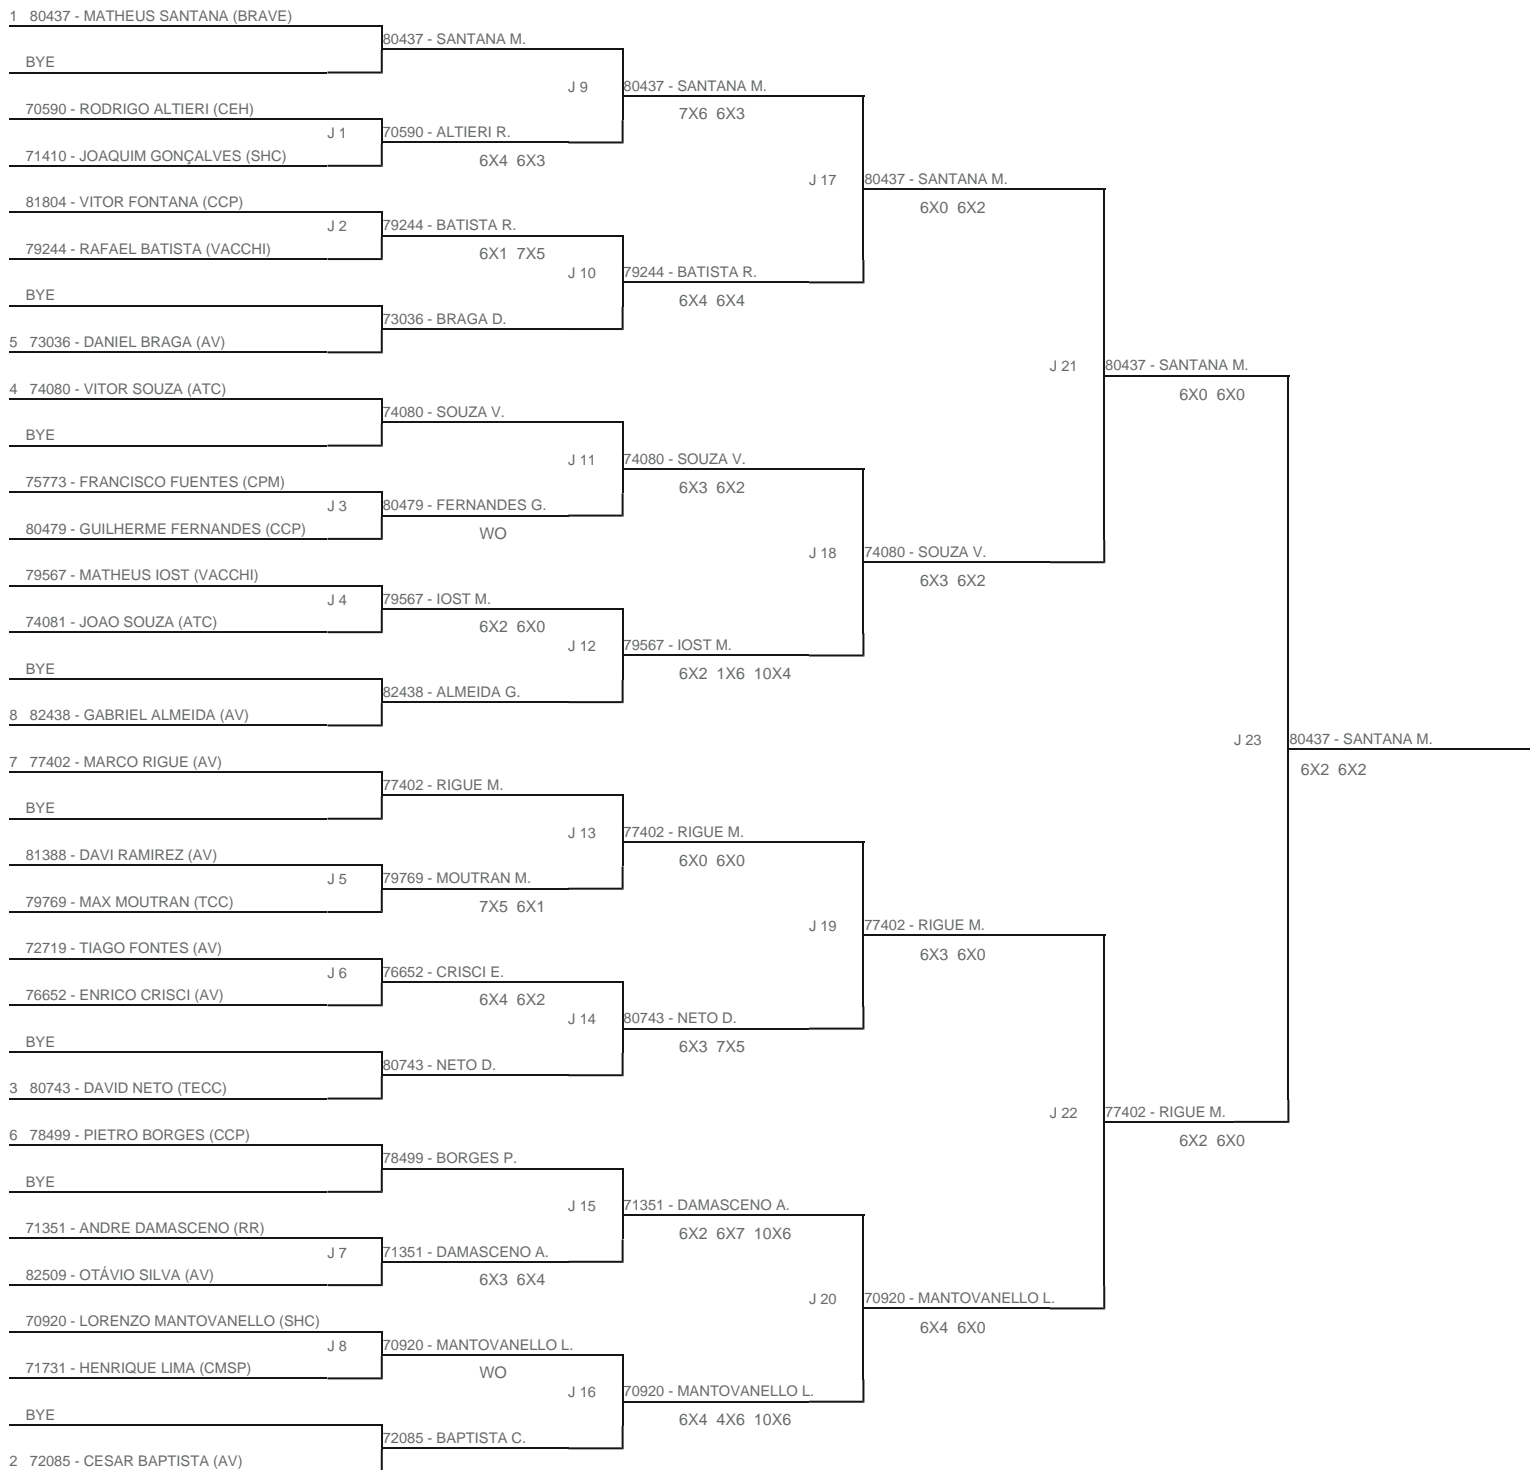 1 80437 - MATHEUS SANTANA (BRAVE)
80437 - SANTANA M.
BYE
J 9
80437 - SANTANA M.
7X6 6X3
70590 - RODRIGO ALTIERI (CEH)
J 1
70590 - ALTIERI R.
6X4 6X3
71410 - JOAQUIM GONÇALVES (SHC)
J 17
80437 - SANTANA M.
6X0 6X2
81804 - VITOR FONTANA (CCP)
J 2
79244 - BATISTA R.
6X1 7X5
79244 - RAFAEL BATISTA (VACCHI)
J 10
79244 - BATISTA R.
6X4 6X4
BYE
73036 - BRAGA D.
5 73036 - DANIEL BRAGA (AV)
J 21
80437 - SANTANA M.
6X0 6X0
4 74080 - VITOR SOUZA (ATC)
74080 - SOUZA V.
BYE
J 11
74080 - SOUZA V.
6X3 6X2
75773 - FRANCISCO FUENTES (CPM)
J 3
80479 - FERNANDES G.
WO
80479 - GUILHERME FERNANDES (CCP)
J 18
74080 - SOUZA V.
6X3 6X2
79567 - MATHEUS IOST (VACCHI)
J 4
79567 - IOST M.
6X2 6X0
74081 - JOAO SOUZA (ATC)
J 12
79567 - IOST M.
6X2 1X6 10X4
BYE
82438 - ALMEIDA G.
8 82438 - GABRIEL ALMEIDA (AV)
J 23
80437 - SANTANA M.
6X2 6X2
7 77402 - MARCO RIGUE (AV)
77402 - RIGUE M.
BYE
J 13
77402 - RIGUE M.
6X0 6X0
81388 - DAVI RAMIREZ (AV)
J 5
79769 - MOUTRAN M.
7X5 6X1
79769 - MAX MOUTRAN (TCC)
J 19
77402 - RIGUE M.
6X3 6X0
72719 - TIAGO FONTES (AV)
J 6
76652 - CRISCI E.
6X4 6X2
76652 - ENRICO CRISCI (AV)
J 14
80743 - NETO D.
6X3 7X5
BYE
80743 - NETO D.
3 80743 - DAVID NETO (TECC)
J 22
77402 - RIGUE M.
6X2 6X0
6 78499 - PIETRO BORGES (CCP)
78499 - BORGES P.
BYE
J 15
71351 - DAMASCENO A.
6X2 6X7 10X6
71351 - ANDRE DAMASCENO (RR)
J 7
71351 - DAMASCENO A.
6X3 6X4
82509 - OTÁVIO SILVA (AV)
J 20
70920 - MANTOVANELLO L.
6X4 6X0
70920 - LORENZO MANTOVANELLO (SHC)
J 8
70920 - MANTOVANELLO L.
WO
71731 - HENRIQUE LIMA (CMSP)
J 16
70920 - MANTOVANELLO L.
6X4 4X6 10X6
BYE
72085 - BAPTISTA C.
2 72085 - CESAR BAPTISTA (AV)